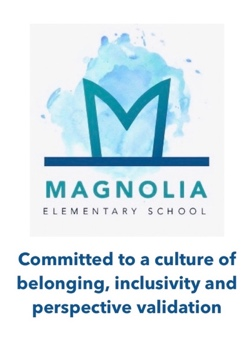 MAGNOLIA
ELEMENTARY SCHOOL
Committed to a culture of
belonging, inclusivity and
perspective validation